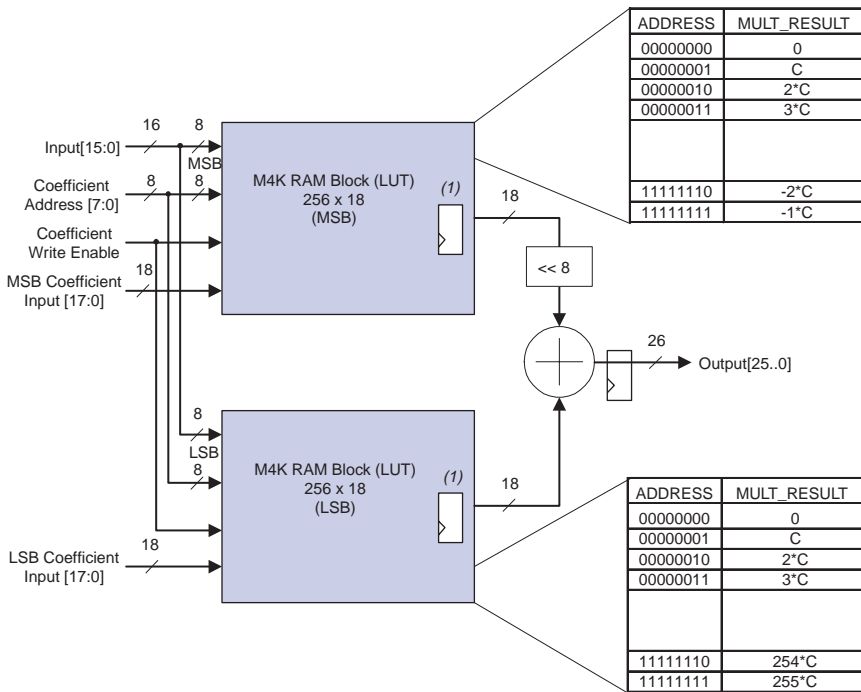 ADDRESS MULT_RESULT
00000000 0
00000001 C
00000010 2*C
00000011 3*C
11111110 -2*C
11111111 -1*C
16
8
Input[15:0]
MSB
Coefficient
Address [7:0]
8
8
Coefficient
Write Enable
18
MSB Coefficient
Input [17:0]
M4K RAM Block (LUT)
256 x 18
(MSB)
(1)
18
<< 8
26
Output[25..0]
8
LSB
8
18
LSB Coefficient
Input [17:0]
M4K RAM Block (LUT)
256 x 18
(LSB)
(1)
18
ADDRESS MULT_RESULT
00000000 0
00000001 C
00000010 2*C
00000011 3*C
11111110 254*C
11111111 255*C